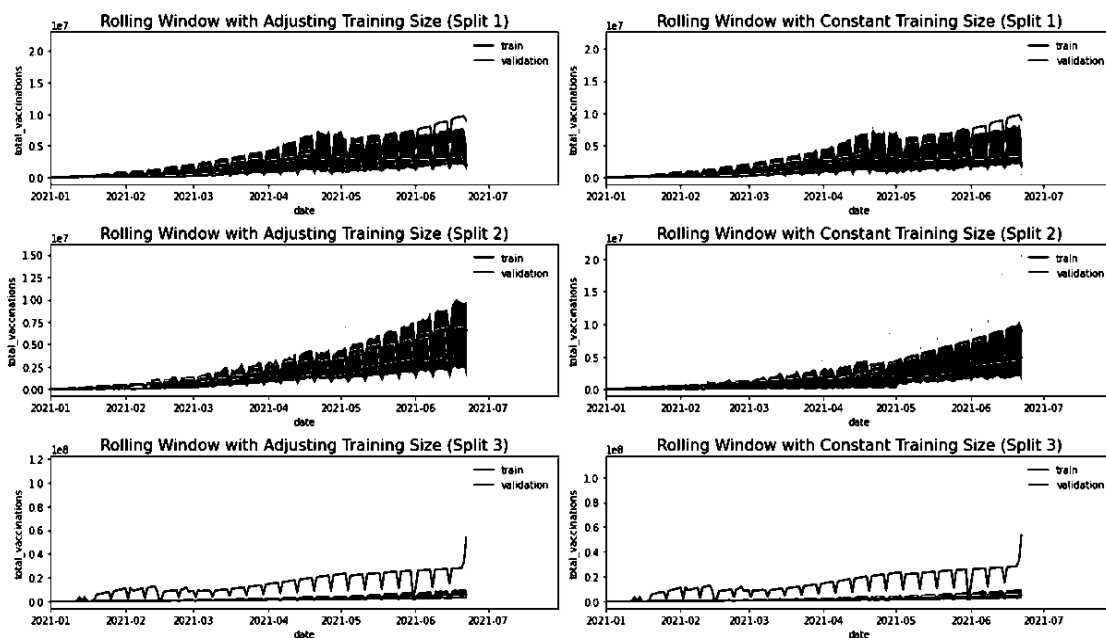 Rolling Window with Adjusting Training Size (Split 1)
1e7
2.0
1.5
1.0
0.5
0.0
total_vaccinations
train
validation
2021-01 2021-02 2021-03 2021-04 2021-05 2021-06 2021-07
date
Rolling Window with Constant Training Size (Split 1)
1e7
2.0
1.5
1.0
0.5
0.0
total_vaccinations
train
validation
2021-01 2021-02 2021-03 2021-04 2021-05 2021-06 2021-07
date
Rolling Window with Adjusting Training Size (Split 2)
1e7
1.50
1.25
1.00
0.75
0.50
0.25
0.00
total_vaccinations
train
validation
2021-01 2021-02 2021-03 2021-04 2021-05 2021-06 2021-07
date
Rolling Window with Constant Training Size (Split 2)
1e7
2.0
1.5
1.0
0.5
0.0
total_vaccinations
train
validation
2021-01 2021-02 2021-03 2021-04 2021-05 2021-06 2021-07
date
Rolling Window with Adjusting Training Size (Split 3)
1e8
1.2
1.0
0.8
0.6
0.4
0.2
0.0
total_vaccinations
train
validation
2021-01 2021-02 2021-03 2021-04 2021-05 2021-06 2021-07
date
Rolling Window with Constant Training Size (Split 3)
1e8
1.0
0.8
0.6
0.4
0.2
0.0
total_vaccinations
train
validation
2021-01 2021-02 2021-03 2021-04 2021-05 2021-06 2021-07
date